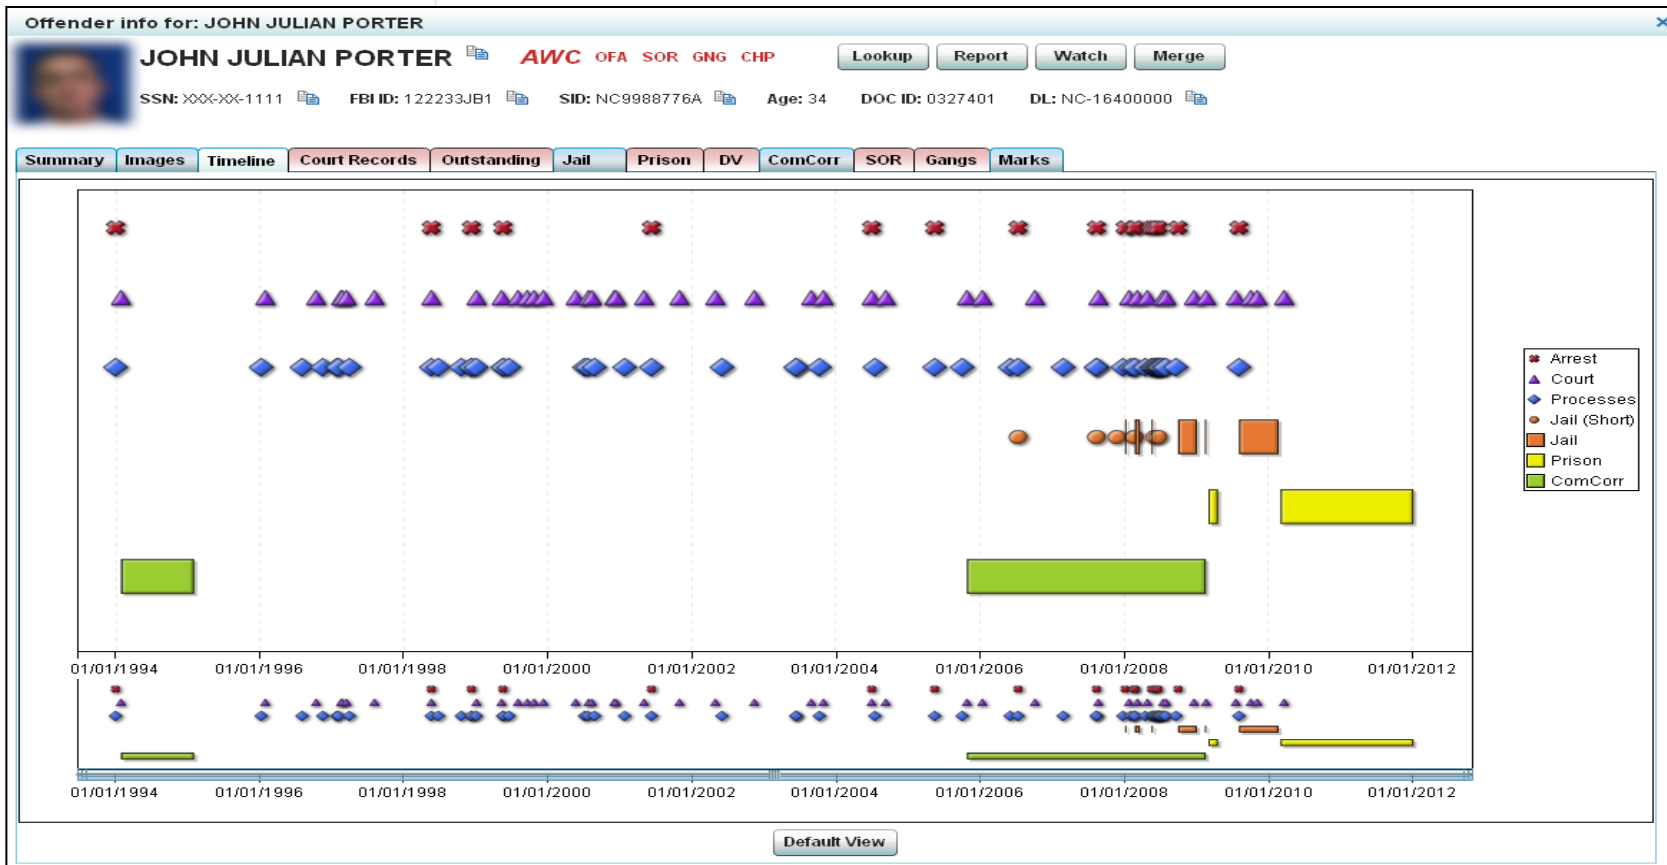 Offender info for: JOHN JULIAN PORTER ×
JOHN JULIAN PORTER AWC OFA SOR GNG CHP Lookup Report Watch Merge
SSN: XXX-XX-1111 FBI ID: 122233JB1 SID: NC9988776A Age: 34 DOC ID: 0327401 DL: NC-16400000
Summary Images Timeline Court Records Outstanding Jail Prison DV ComCorr SOR Gangs Marks
Arrest
Court
Processes
Jail (Short)
Jail
Prison
ComCorr
01/01/1994 01/01/1996 01/01/1998 01/01/2000 01/01/2002 01/01/2004 01/01/2006 01/01/2008 01/01/2010 01/01/2012
01/01/1994 01/01/1996 01/01/1998 01/01/2000 01/01/2002 01/01/2004 01/01/2006 01/01/2008 01/01/2010 01/01/2012
Default View